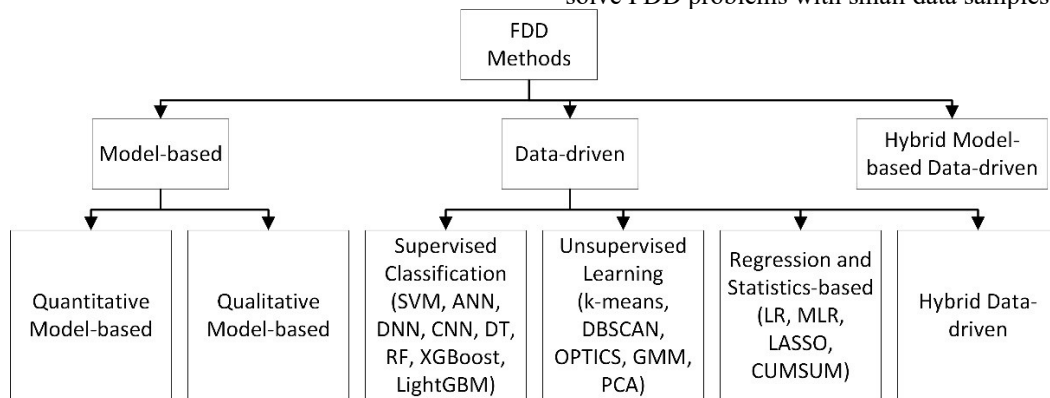 solve FDD problems with small data samples
FDD
Methods
Model-based
Data-driven
Hybrid Model-
based Data-driven
Quantitative
Model-based
Qualitative
Model-based
Supervised
Classification
(SVM, ANN,
DNN, CNN, DT,
RF, XGBoost,
LightGBM)
Unsupervised
Learning
(k-means,
DBSCAN,
OPTICS, GMM,
PCA)
Regression and
Statistics-based
(LR, MLR,
LASSO,
CUMSUM)
Hybrid Data-
driven